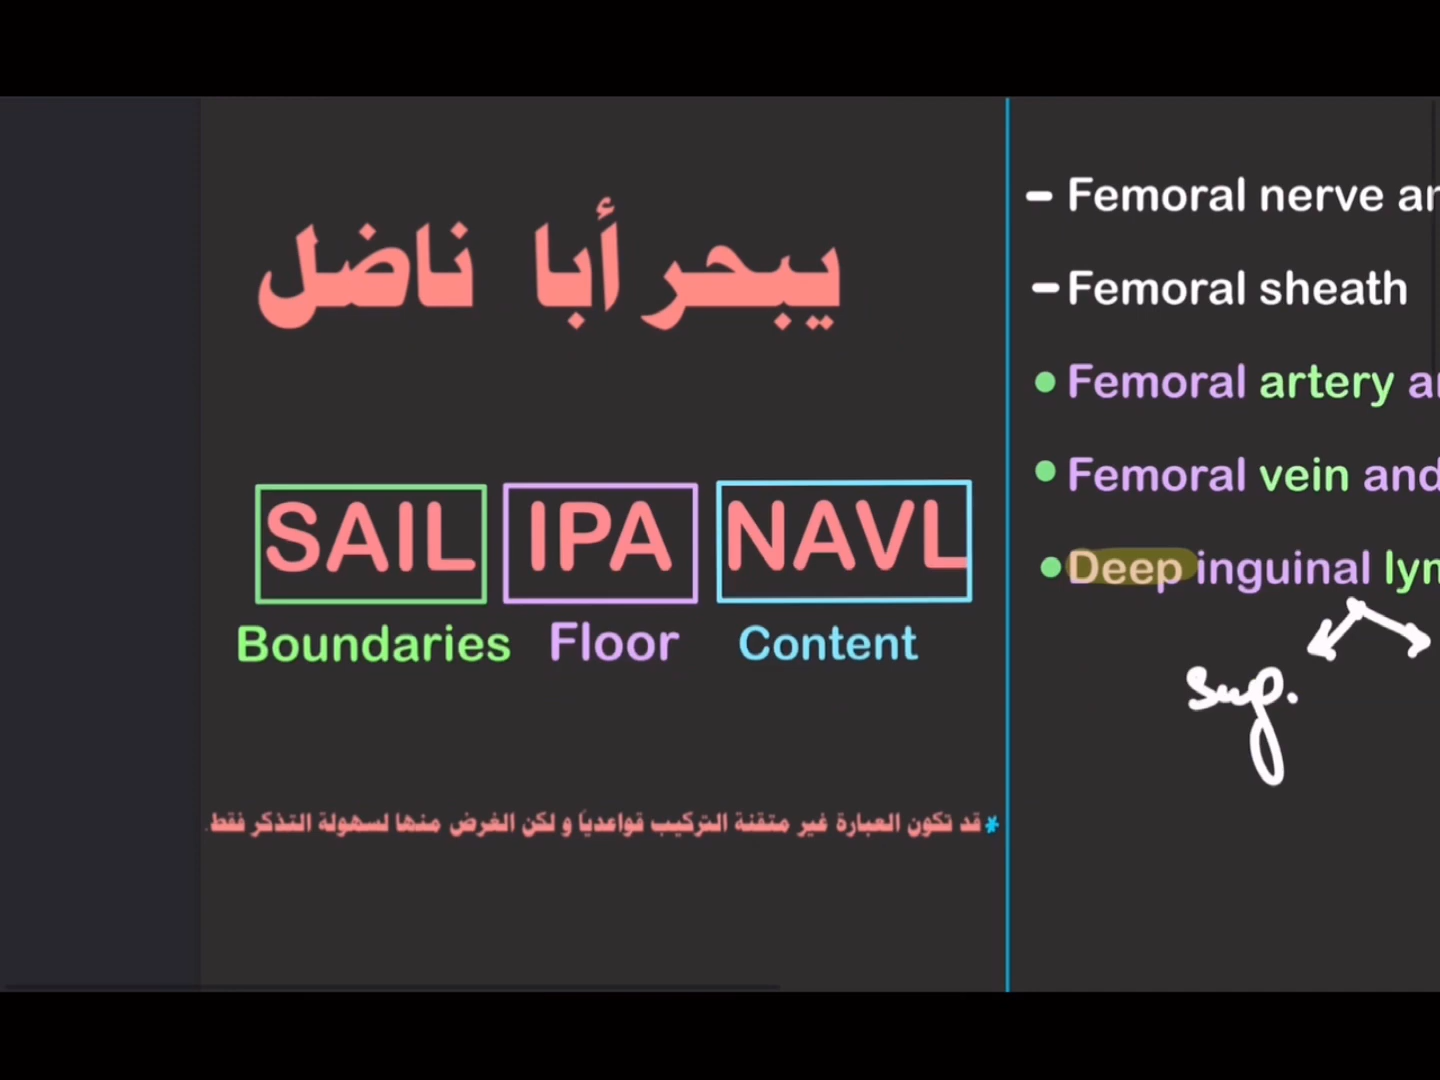 يبحر أبا ناضل
SAIL IPA NAVL
Boundaries Floor Content
*قد تكون العبارة غير متقنة التركيب قواعدياً و لكن الغرض منها لسهولة التذكر فقط.
- Femoral nerve
- Femoral sheath
• Femoral artery
• Femoral vein and
• Deep inguinal
sup.